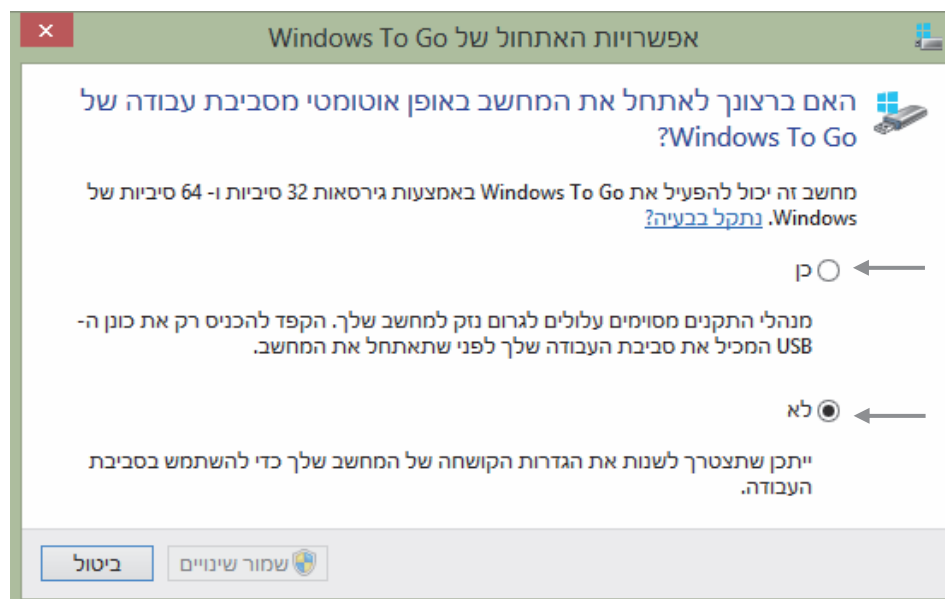 אפשרויות האתחול של Windows To Go
האם ברצונך לאתחל את המחשב באופן אוטומטי מסביבת עבודה של
Windows To Go?
מחשב זה יכול להפעיל את Windows To Go באמצעות גירסאות 32 סיביות ו- 64 סיביות של
Windows. נתקל בבעיה?
כן
מנהלי התקנים מסוימים עלולים לגרום נזק למחשב שלך. הקפד להכניס רק את כונן ה-
USB המכיל את סביבת העבודה שלך לפני שתאתחל את המחשב.
לא
ייתכן שתצטרך לשנות את הגדרות הקושחה של המחשב שלך כדי להשתמש בסביבת
העבודה.
שמור שינויים
ביטול